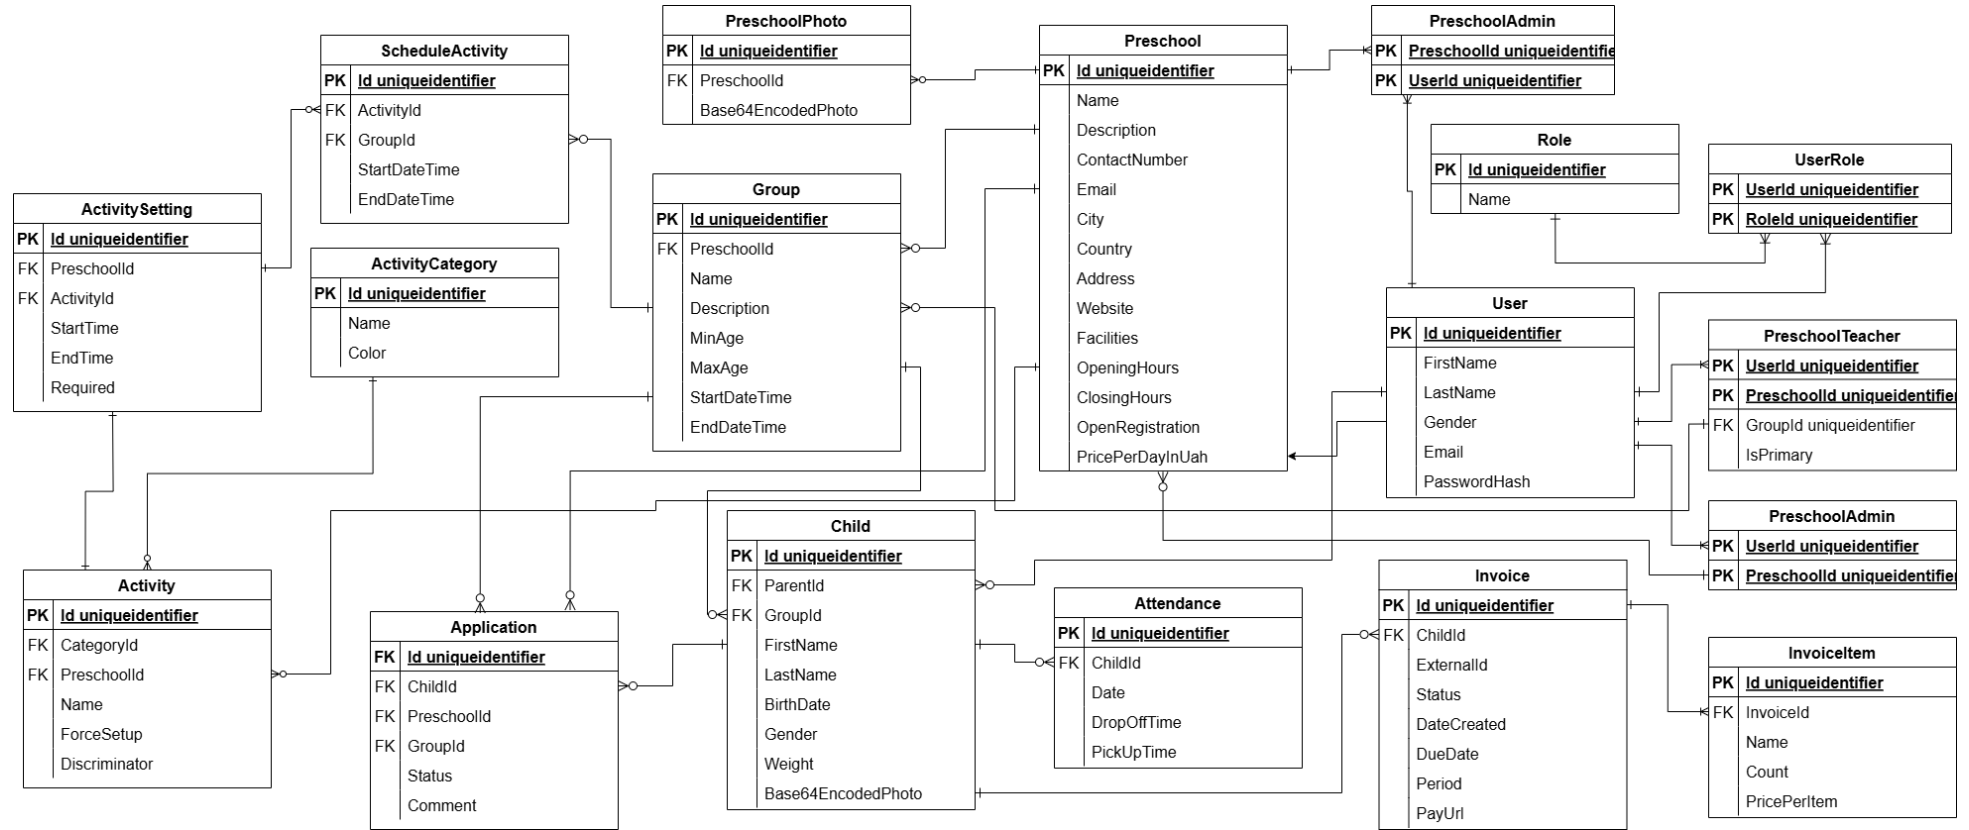 PreschoolPhoto
PK Id uniqueidentifier
FK PreschoolId
Base64EncodedPhoto
Preschool
PK Id uniqueidentifier
Name
Description
ContactNumber
Email
City
Country
Address
Website
Facilities
OpeningHours
ClosingHours
OpenRegistration
PricePerDayInUah
PreschoolAdmin
PK PreschoolId uniqueidentifie
PK UserId uniqueidentifier
ScheduleActivity
PK Id uniqueidentifier
FK ActivityId
FK GroupId
StartDateTime
EndDateTime
Role
PK Id uniqueidentifier
Name
UserRole
PK UserId uniqueidentifier
PK RoleId uniqueidentifier
Group
PK Id uniqueidentifier
FK PreschoolId
Name
Description
MinAge
MaxAge
StartDateTime
EndDateTime
ActivitySetting
PK Id uniqueidentifier
FK PreschoolId
FK ActivityId
StartTime
EndTime
Required
ActivityCategory
PK Id uniqueidentifier
Name
Color
User
PK Id uniqueidentifier
FirstName
LastName
Gender
Email
PasswordHash
PreschoolTeacher
PK UserId uniqueidentifier
PK PreschoolId uniqueidentifie
FK GroupId uniqueidentifier
IsPrimary
PreschoolAdmin
PK UserId uniqueidentifier
PK PreschoolId uniqueidentifie
Child
PK Id uniqueidentifier
FK ParentId
FK GroupId
FirstName
LastName
BirthDate
Gender
Weight
Base64EncodedPhoto
Activity
PK Id uniqueidentifier
FK CategoryId
FK PreschoolId
Name
ForceSetup
Discriminator
Application
FK Id uniqueidentifier
FK ChildId
FK PreschoolId
FK GroupId
Status
Comment
Attendance
PK Id uniqueidentifier
FK ChildId
Date
DropOffTime
PickUpTime
Invoice
PK Id uniqueidentifier
FK ChildId
ExternalId
Status
DateCreated
DueDate
Period
PayUrl
InvoiceItem
PK Id uniqueidentifier
FK InvoiceId
Name
Count
PricePerItem